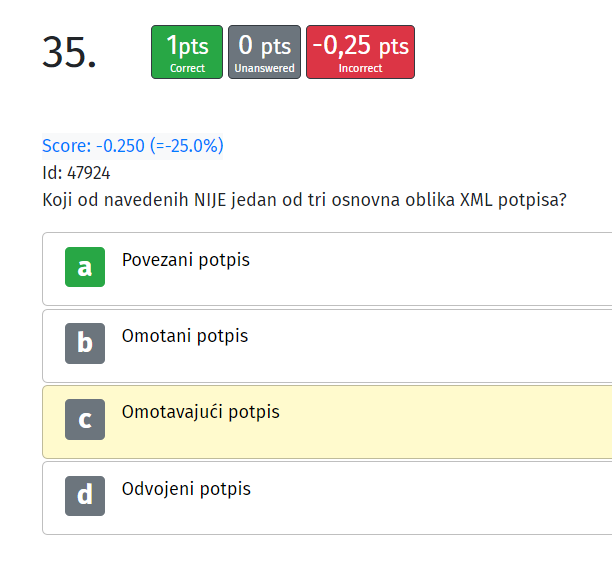 35.
1pts
Correct
0 pts
Unanswered
-0,25 pts
Incorrect
Score: -0.250 (=-25.0%)
Id: 47924
Koji od navedenih NIJE jedan od tri osnovna oblika XML potpisa?
a Povezani potpis
b Omotani potpis
c Omotavajući potpis
d Odvojeni potpis